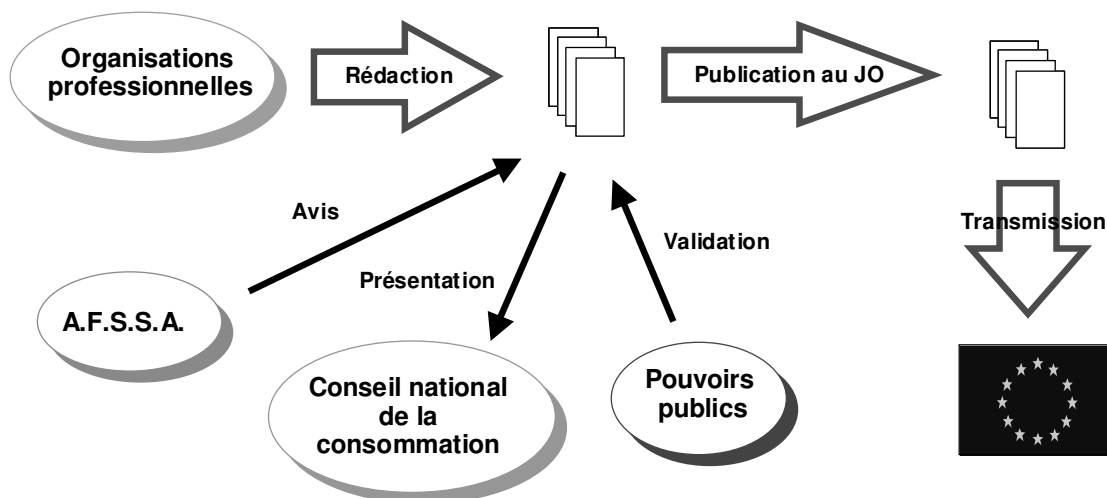 Organisations
professionnelles
Rédaction
Publication au JO
Avis
Transmission
Validation
Présentation
A.F.S.S.A.
Conseil national
de la
consommation
Pouvoirs
publics